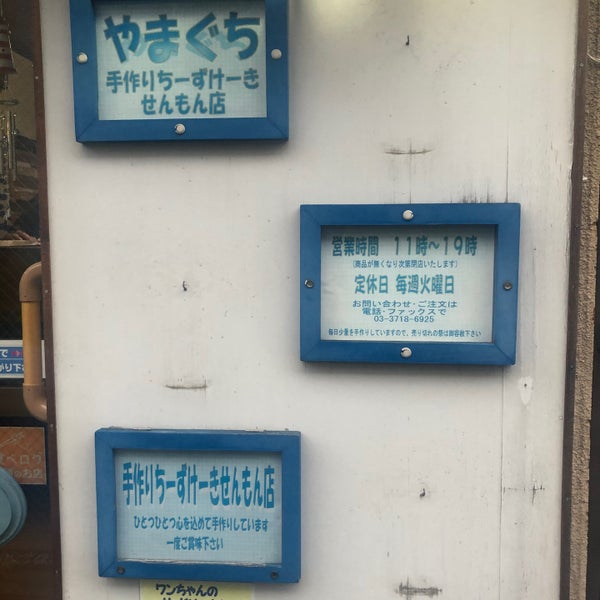 やまぐち
手作りちーずけーき
せんもん店
営業時間 11時〜19時
(商品が無くなり次第閉店いたします)
定休日 毎週火曜日
お問い合わせ・ご注文は
電話・ファックスで
03-3718-6925
毎日少量を手作りしていますので、売り切れの祭は御容赦下さい
手作りちーずけーきせんもん店
ひとつひとつ心を込めて手作りしています
一度ご賞味下さい
ワンちゃんの